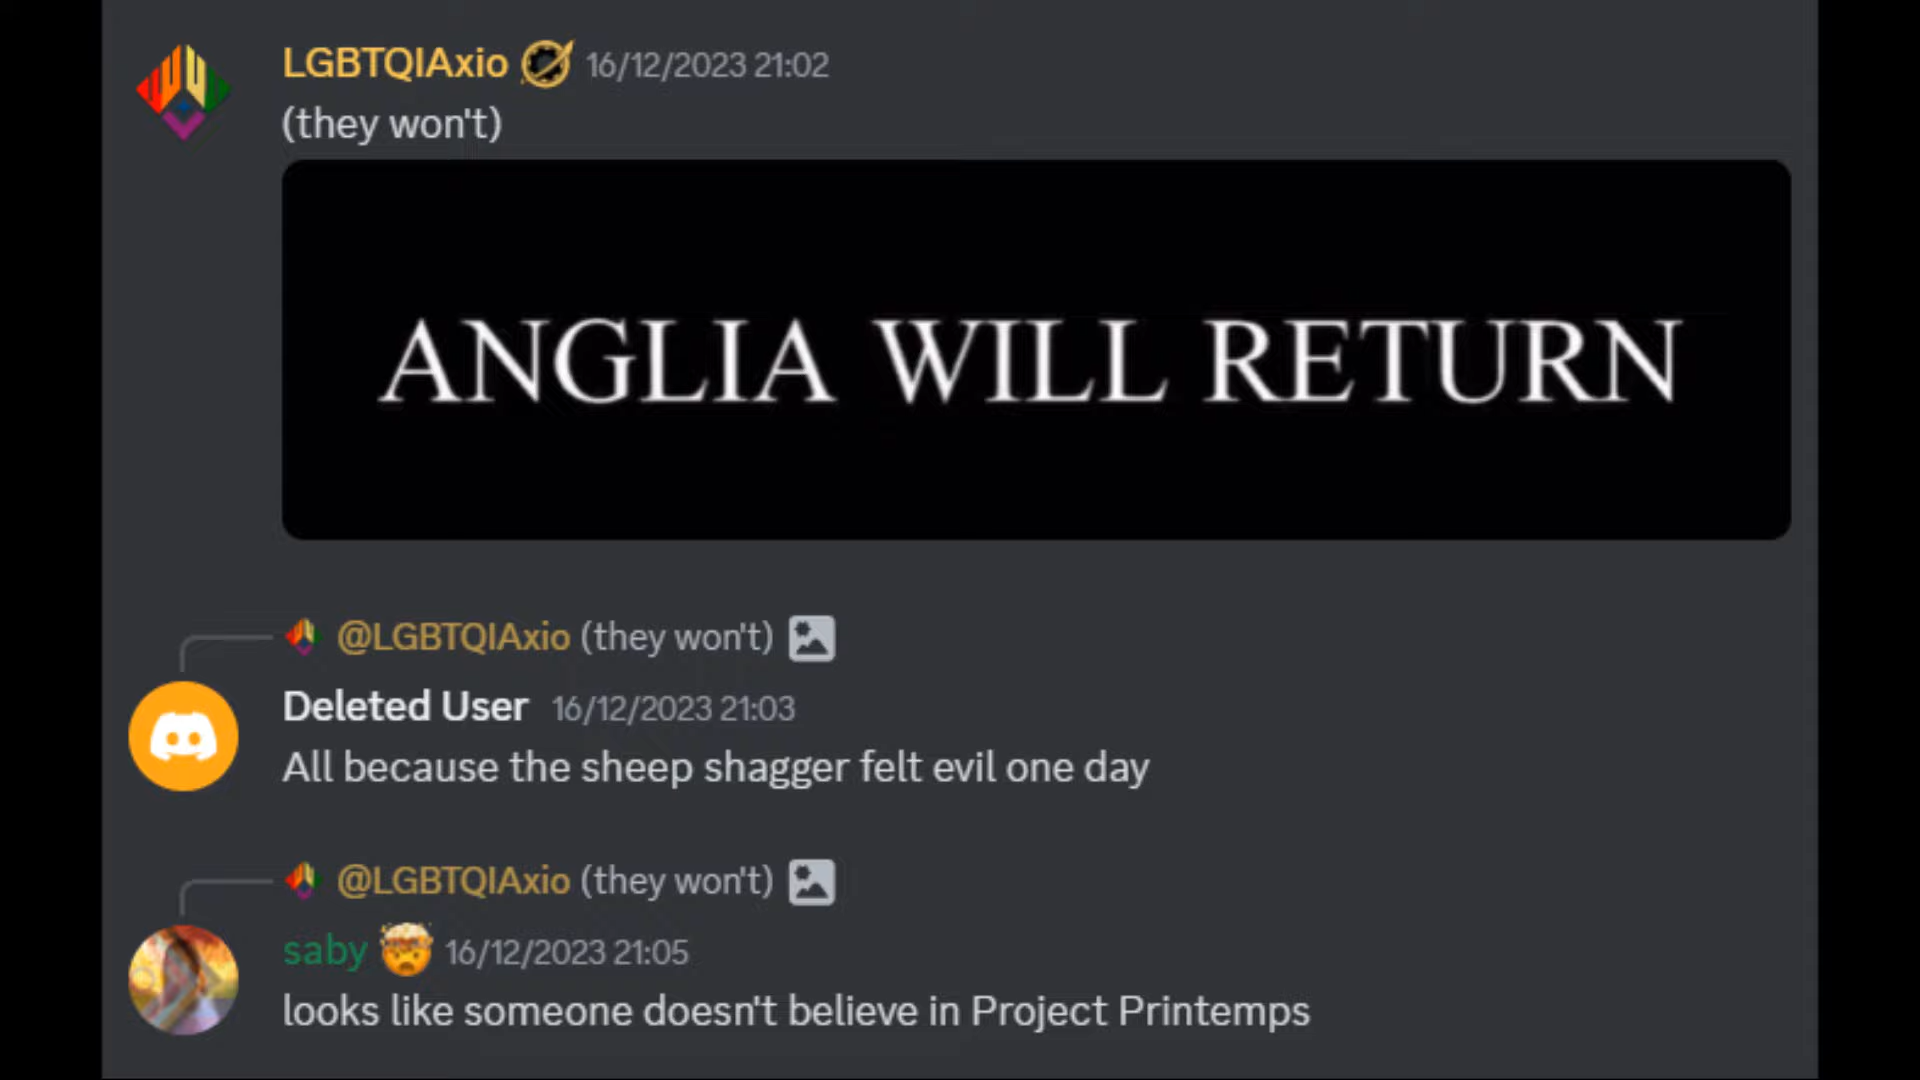 LGBTQIAxio 16/12/2023 21:02
(they won't)
ANGLIA WILL RETURN
@LGBTQIAxio (they won't)
Deleted User 16/12/2023 21:03
All because the sheep shagger felt evil one day
@LGBTQIAxio (they won't)
saby 16/12/2023 21:05
looks like someone doesn't believe in Project Printemps